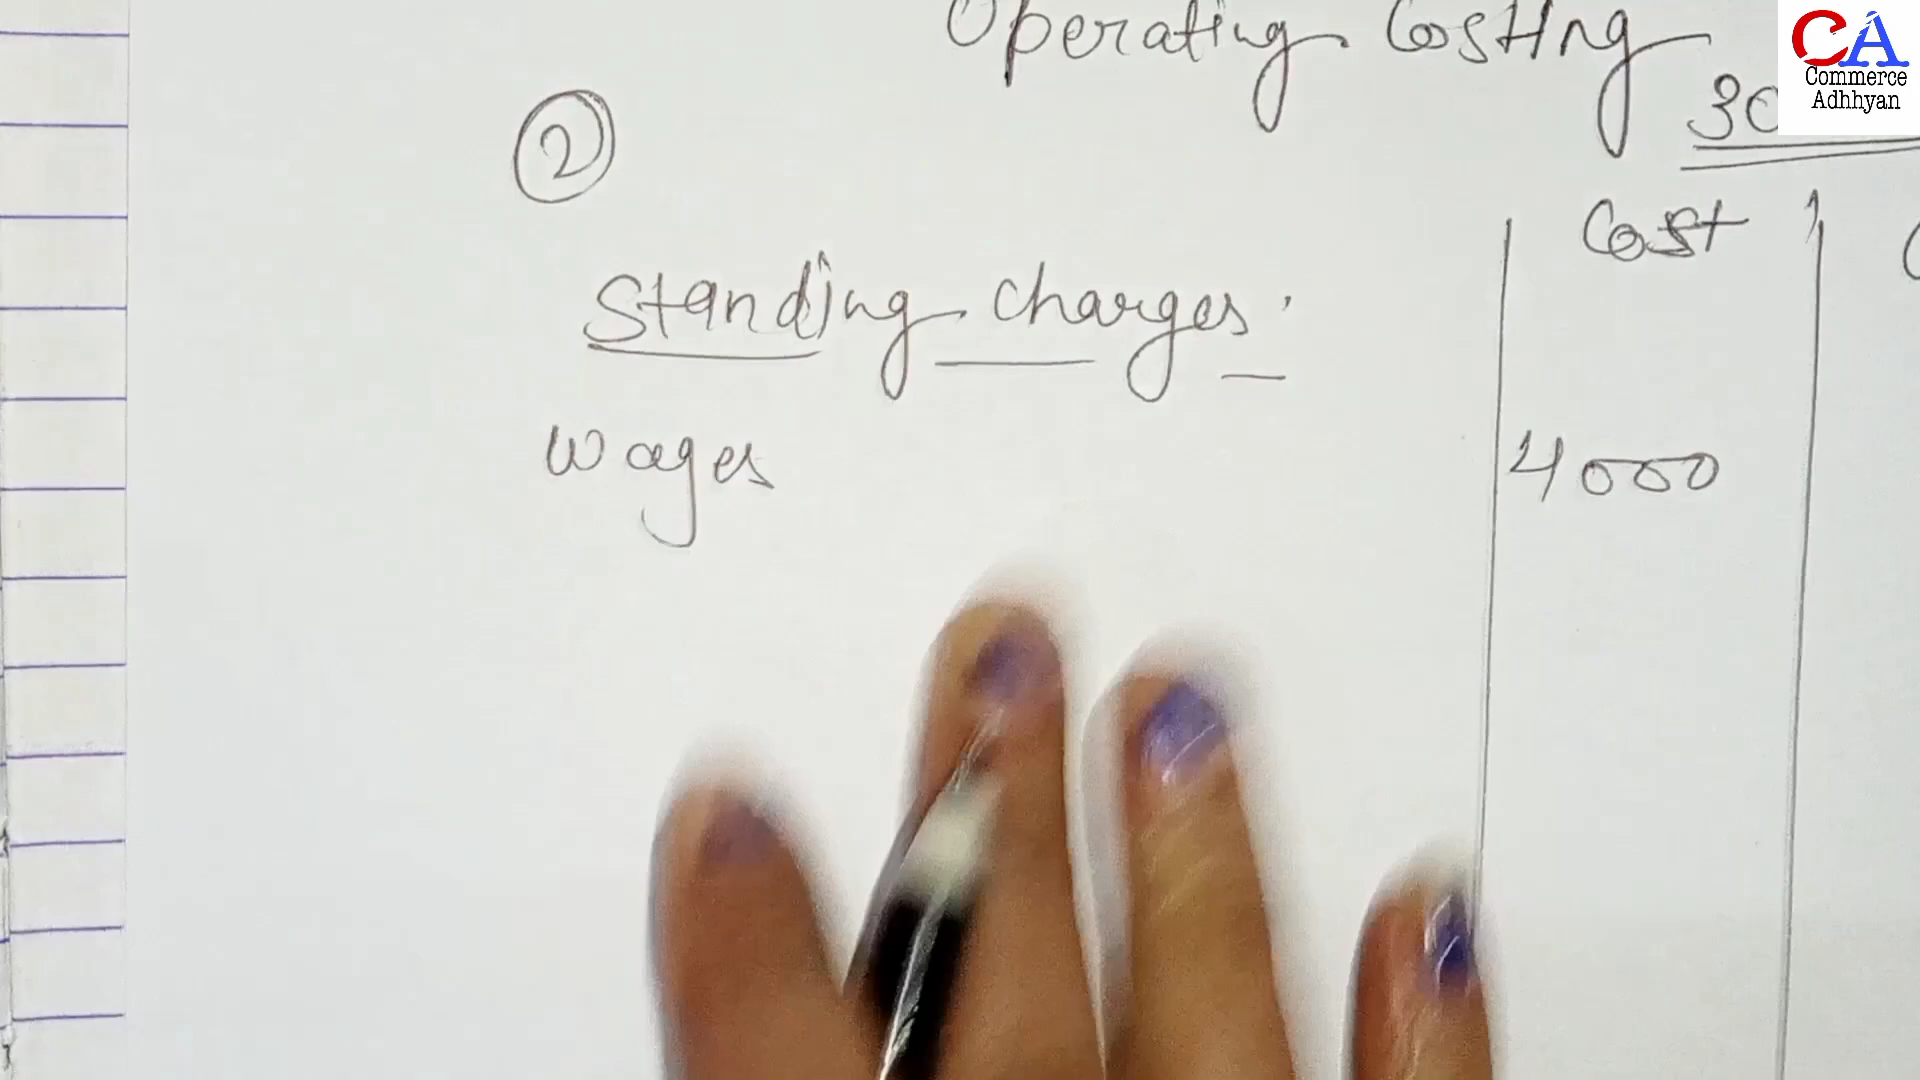 Operating Costing
CA
Commerce
Adhhyan
30
②
Cost
Standing charges:
Wages 4000